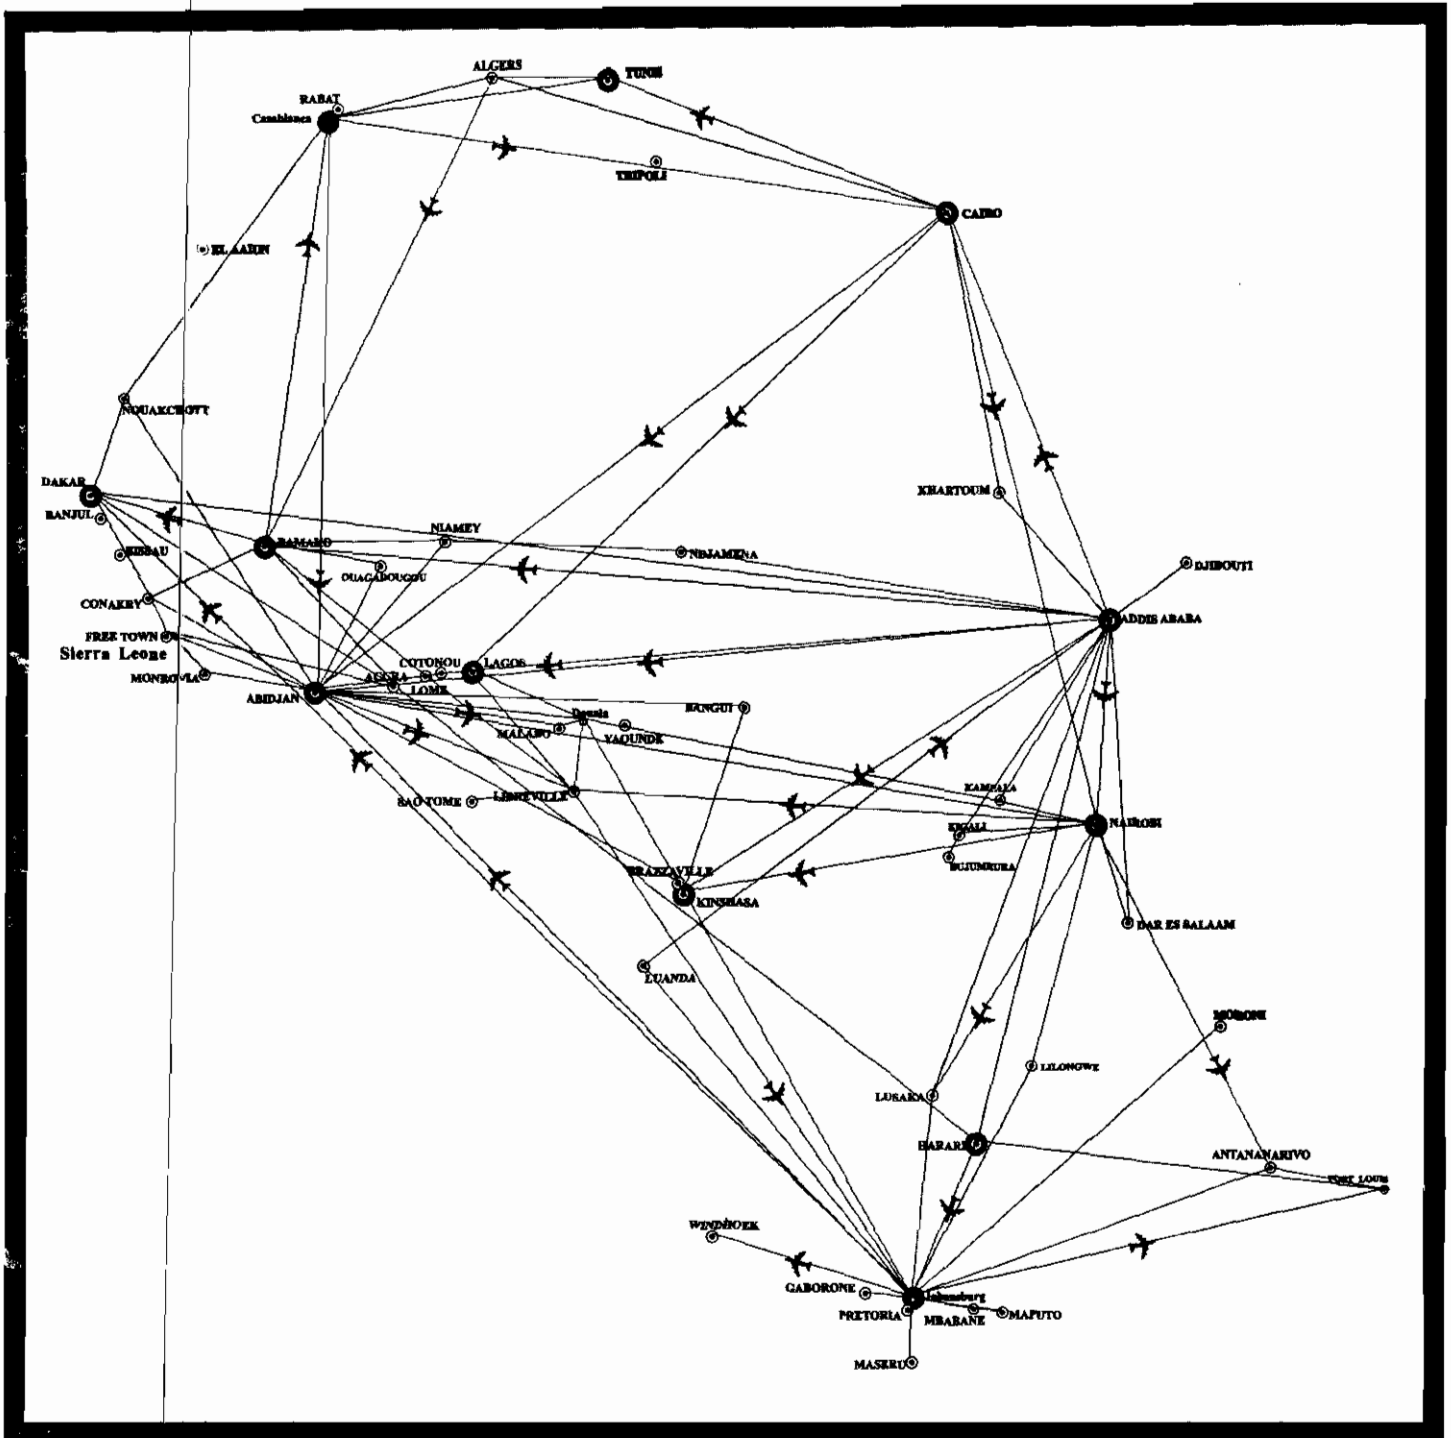 ALGERS
TUNIS
RABAT
Casablanca
TRIPOLI
CAIRO
EL AAIUN
NOUAKCHOTT
DAKAR
BANJUL
KHARTOUM
NIAMEY
BISSAU
BAMAKO
NDJAMENA
DJIBOUTI
OUAGADOUGOU
CONAKRY
ADDIS ABABA
FREE TOWN
Sierra Leone
COTONOU
LAGOS
MONROVIA
ACCRA
LOME
ABIDJAN
BANGUI
Douala
MALABO
YAOUNDE
KAMPALA
SAO TOME
LIBREVILLE
NAIROBI
KIGALI
BUJUMBURA
BRAZZAVILLE
KINSHASA
DAR ES SALAAM
LUANDA
MORONI
LILONGWE
LUSAKA
HARARE
ANTANANARIVO
PORT LOUIS
WINDHOEK
GABORONE
Johansburg
PRETORIA
MBABANE
MAPUTO
MASERU